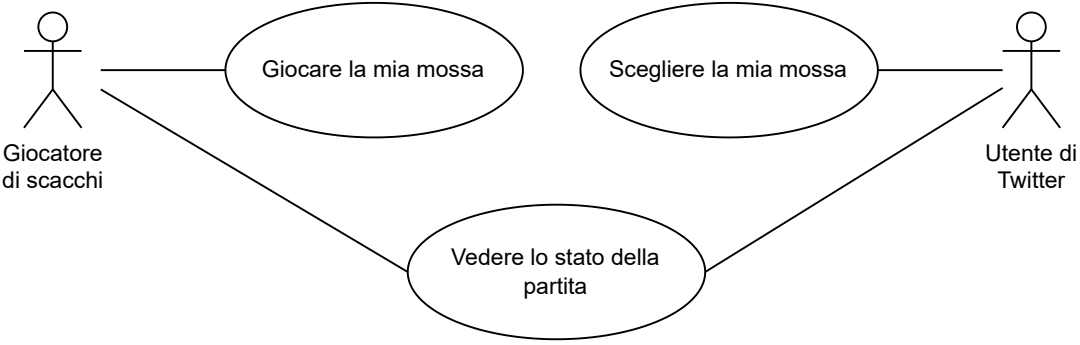 Giocare la mia mossa
Scegliere la mia mossa
Giocatore
di scacchi
Utente di
Twitter
Vedere lo stato della
partita